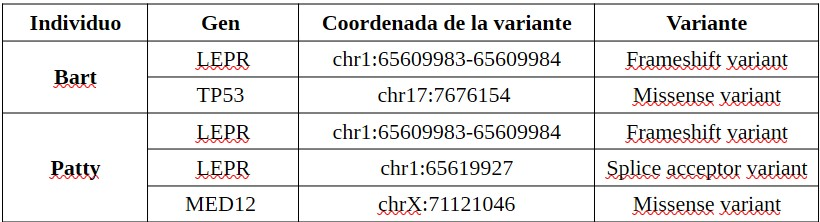 Individuo Gen Coordenada de la variante Variante
Bart LEPR chr1:65609983-65609984 Frameshift variant
TP53 chr17:7676154 Missense variant
Patty LEPR chr1:65609983-65609984 Frameshift variant
LEPR chr1:65619927 Splice acceptor variant
MED12 chrX:71121046 Missense variant